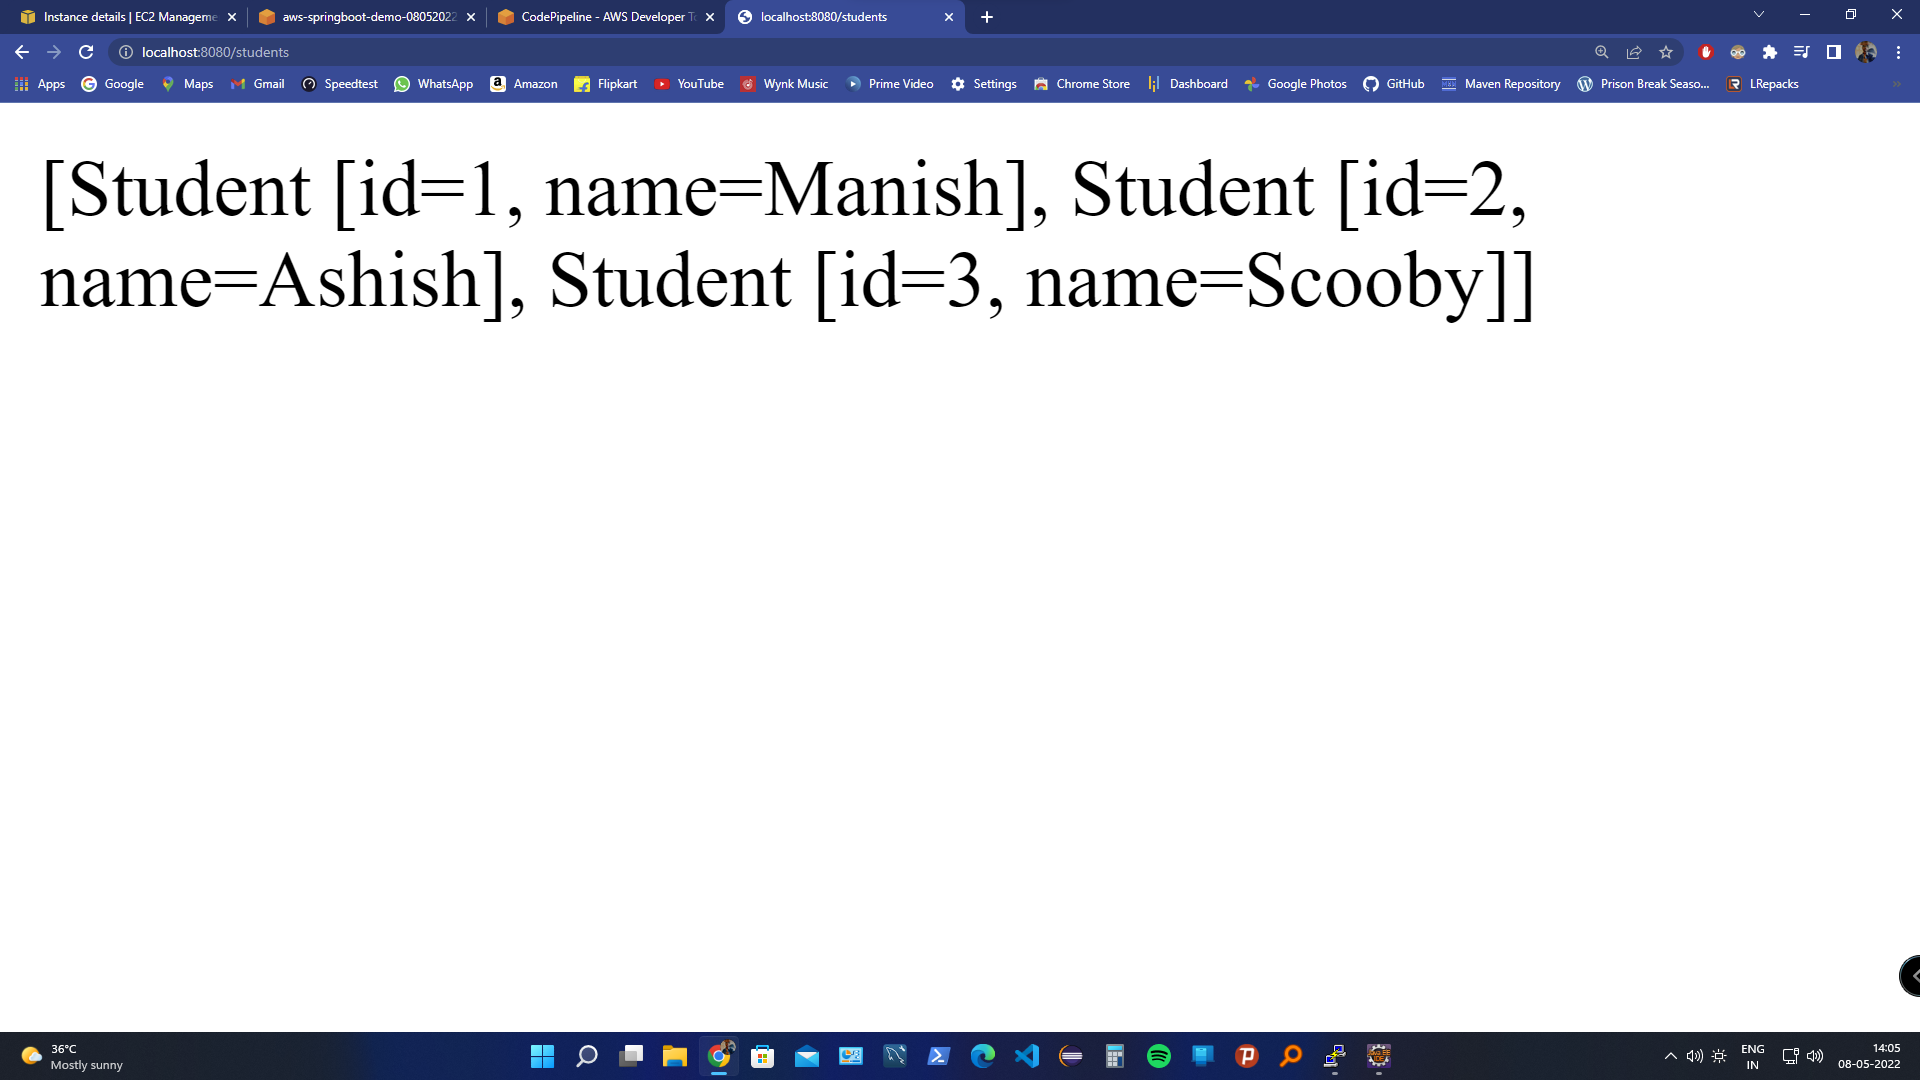 Instance details | EC2 Manageme
aws-springboot-demo-08052022
CodePipeline - AWS Developer To
localhost:8080/students
localhost:8080/students
Apps Google Maps Gmail Speedtest WhatsApp Amazon Flipkart YouTube Wynk Music Prime Video Settings Chrome Store Dashboard Google Photos GitHub Maven Repository Prison Break Seaso... LRepacks
[Student [id=1, name=Manish], Student [id=2,
name=Ashish], Student [id=3, name=Scooby]]
36°C
Mostly sunny
ENG
IN
14:05
08-05-2022